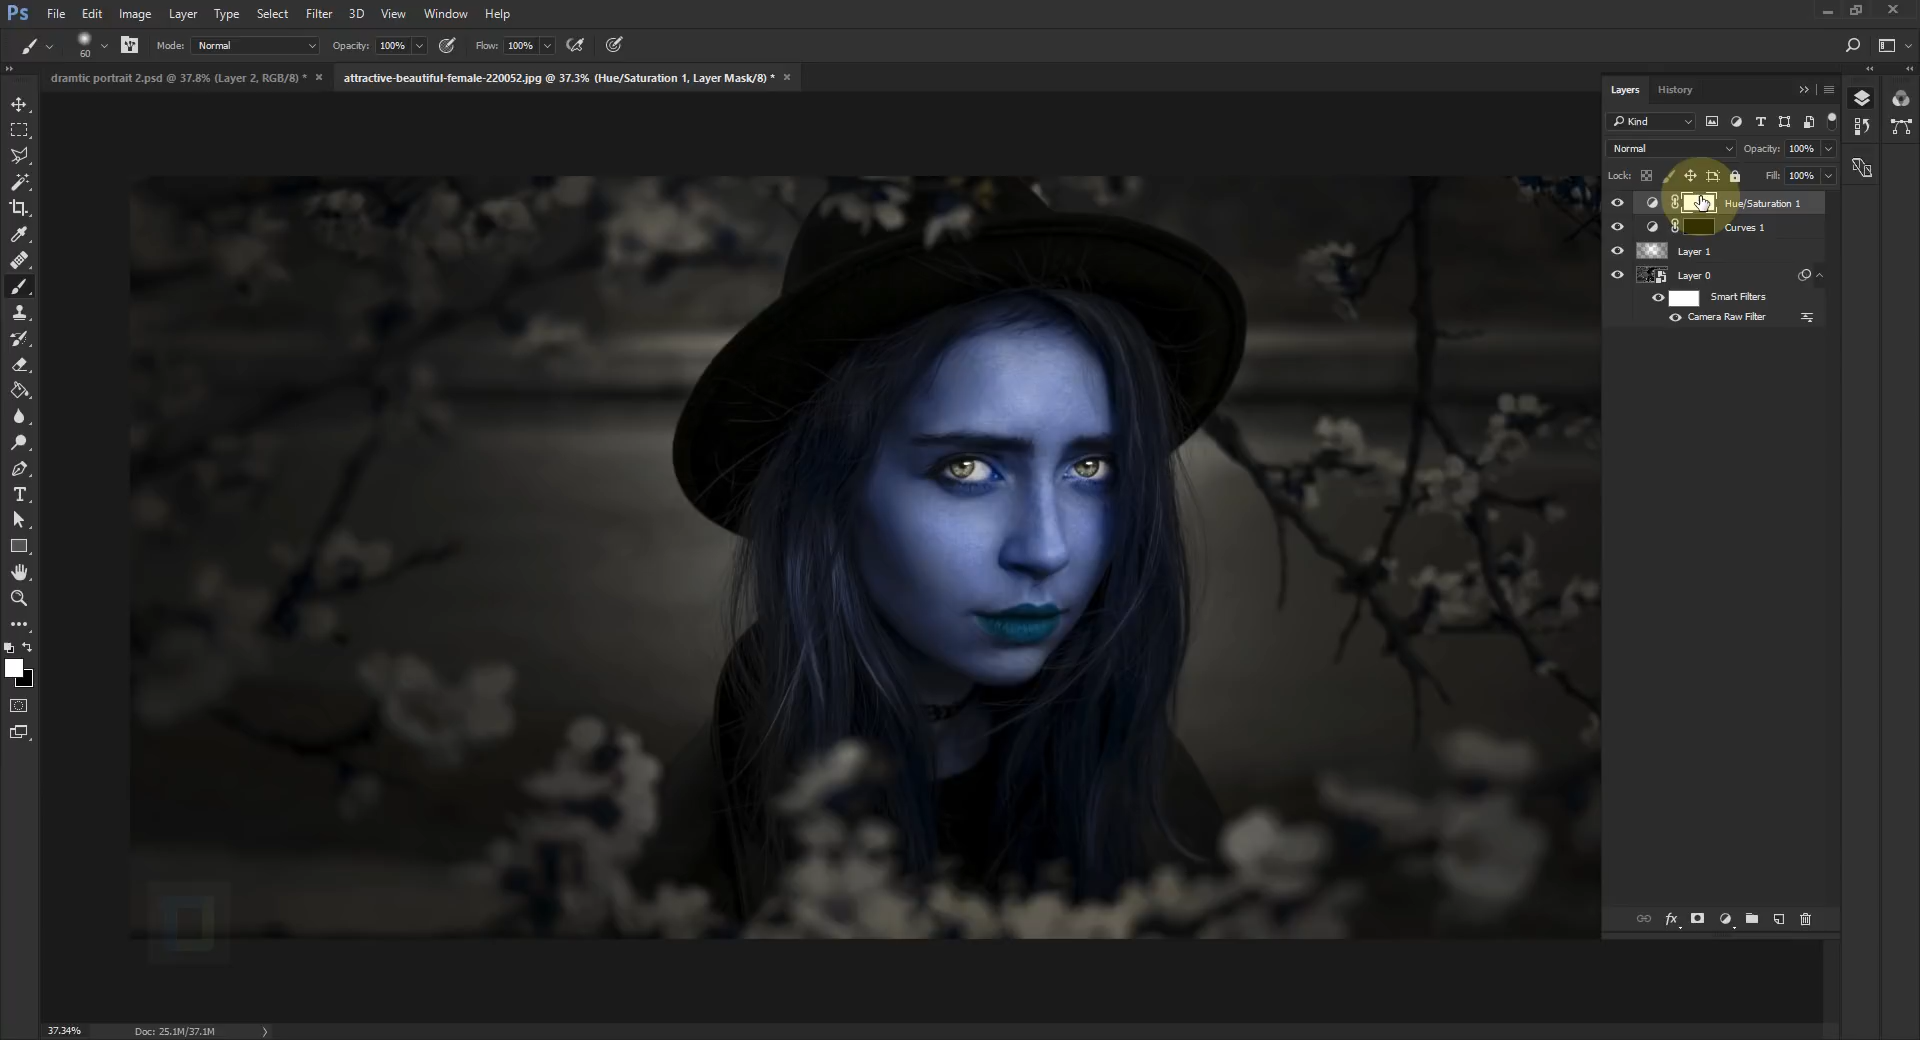 Ps File Edit Image Layer Type Select Filter 3D View Window Help
60 Mode: Normal Opacity: 100% Flow: 100%
dramtic portrait 2.psd @ 37.8% (Layer 2, RGB/8) * × attractive-beautiful-female-220052.jpg @ 37.3% (Hue/Saturation 1, Layer Mask/8) * ×
Layers History
Kind
Normal Opacity: 100%
Lock: Fill: 100%
Hue/Saturation 1
Curves 1
Layer 1
Layer 0
Smart Filters
Camera Raw Filter
fx
37.34% Doc: 25.1M/37.1M